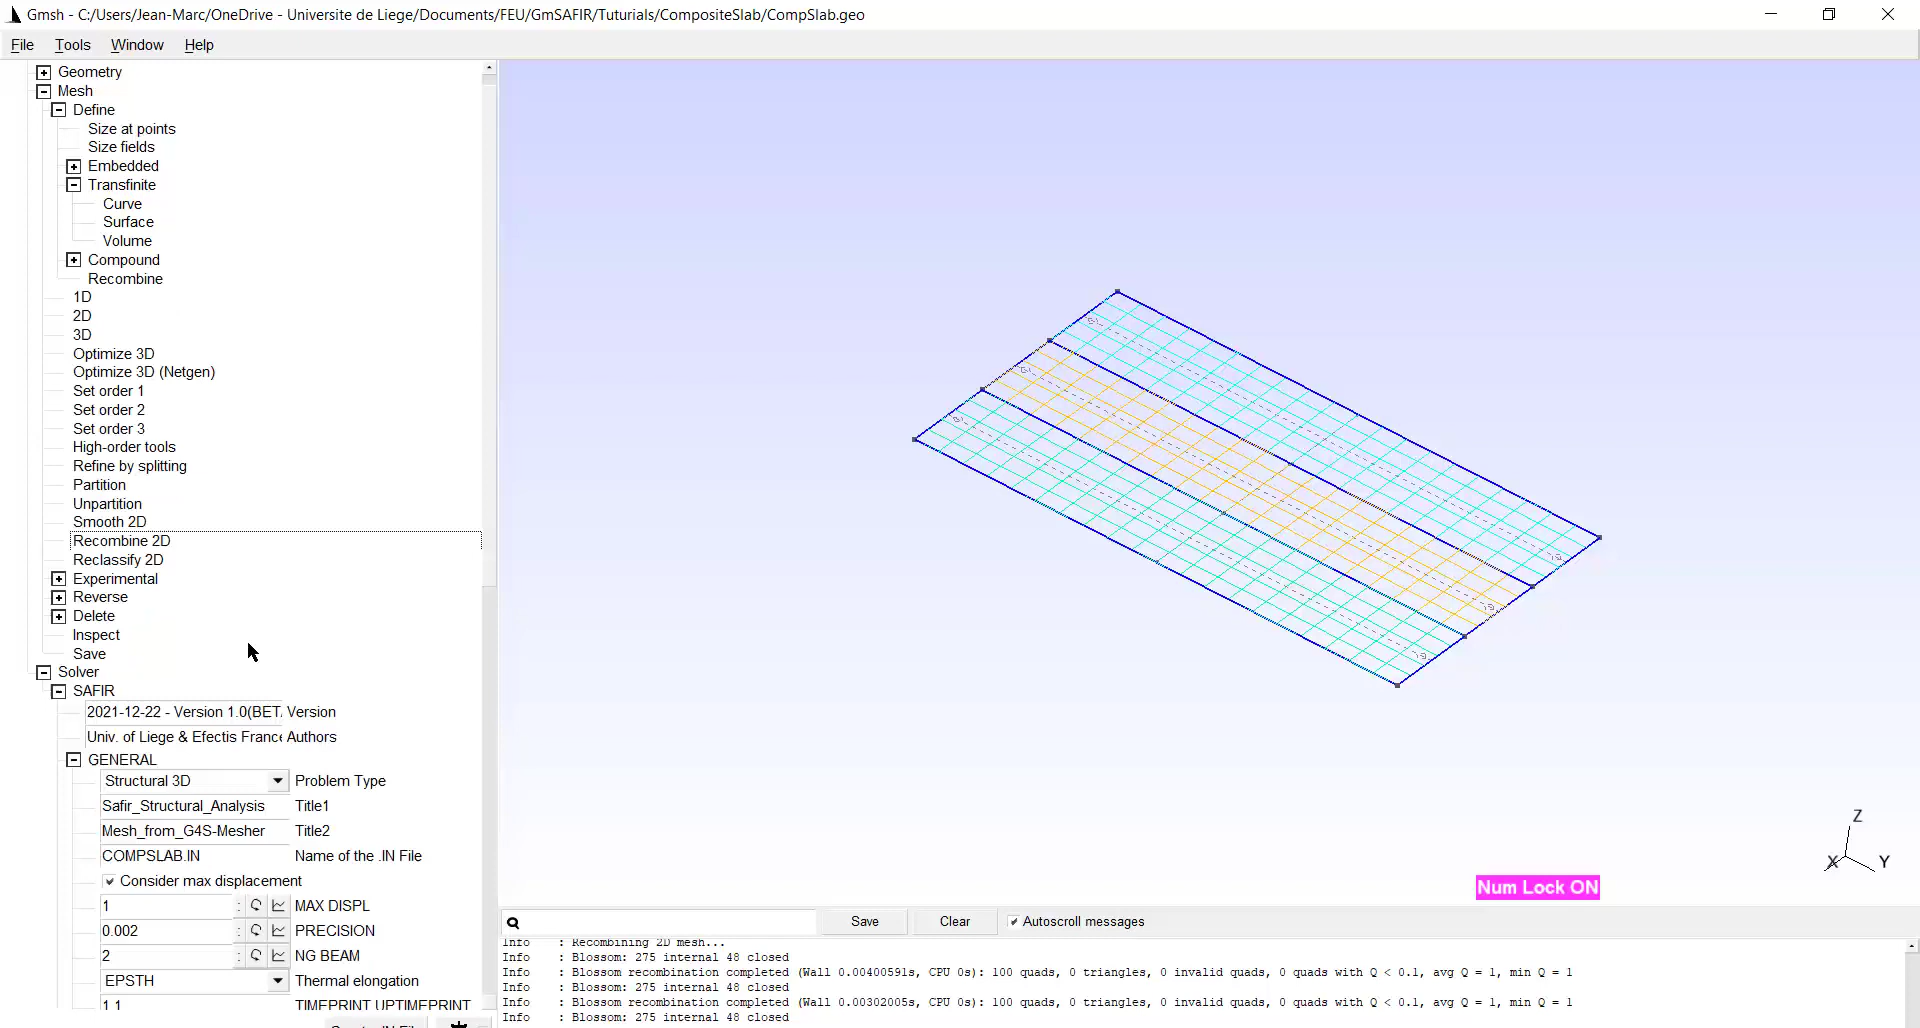 Gmsh - C:/Users/Jean-Marc/OneDrive - Universite de Liege/Documents/FEU/GmSAFIR/Tuturials/CompositeSlab/CompSlab.geo
File Tools Window Help
Geometry
Mesh
Define
Size at points
Size fields
Embedded
Transfinite
Curve
Surface
Volume
Compound
Recombine
1D
2D
3D
Optimize 3D
Optimize 3D (Netgen)
Set order 1
Set order 2
Set order 3
High-order tools
Refine by splitting
Partition
Unpartition
Smooth 2D
Recombine 2D
Reclassify 2D
Experimental
Reverse
Delete
Inspect
Save
Solver
SAFIR
2021-12-22 - Version 1.0(BET. Version
Univ. of Liege & Efectis France Authors
GENERAL
Structural 3D Problem Type
Safir_Structural_Analysis Title1
Mesh_from_G4S-Mesher Title2
COMPSLAB.IN Name of the .IN File
Consider max displacement
1 : MAX DISPL
0.002 : PRECISION
2 : NG BEAM
EPSTH Thermal elongation
1 1 TIMEPRINT UPTIMEPRINT
Z
X Y
Num Lock ON
Save Clear Autoscroll messages
Info : Recombining 2D mesh...
Info : Blossom: 275 internal 48 closed
Info : Blossom recombination completed (Wall 0.00400591s, CPU 0s): 100 quads, 0 triangles, 0 invalid quads, 0 quads with Q < 0.1, avg Q = 1, min Q = 1
Info : Blossom: 275 internal 48 closed
Info : Blossom recombination completed (Wall 0.00302005s, CPU 0s): 100 quads, 0 triangles, 0 invalid quads, 0 quads with Q < 0.1, avg Q = 1, min Q = 1
Info : Blossom: 275 internal 48 closed